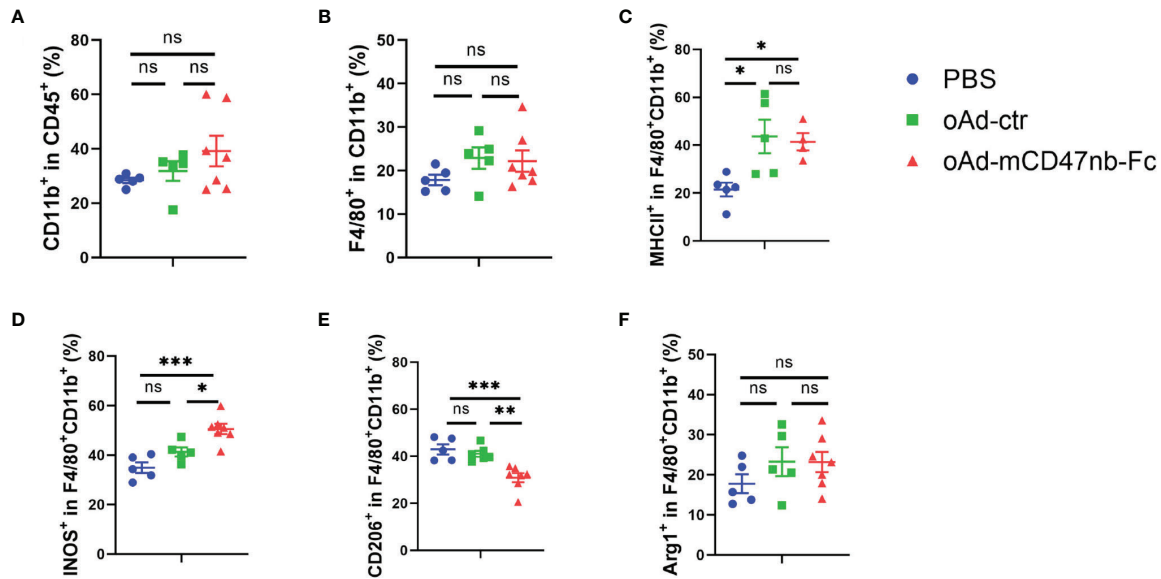 A
CD11b+ in CD45+ (%)
80
60
40
20
0
ns
ns
ns
B
F4/80+ in CD11b+ (%)
50
40
30
20
10
0
ns
ns
ns
C
MHCII+ in F4/80+CD11b+ (%)
80
60
40
20
0
*
*
ns
PBS
oAd-ctr
oAd-mCD47nb-Fc
D
INOS+ in F4/80+CD11b+ (%)
80
60
40
20
0
***
ns
*
E
CD206+ in F4/80+CD11b+ (%)
80
60
40
20
0
***
ns
**
F
Arg1+ in F4/80+CD11b+ (%)
50
40
30
20
10
0
ns
ns
ns